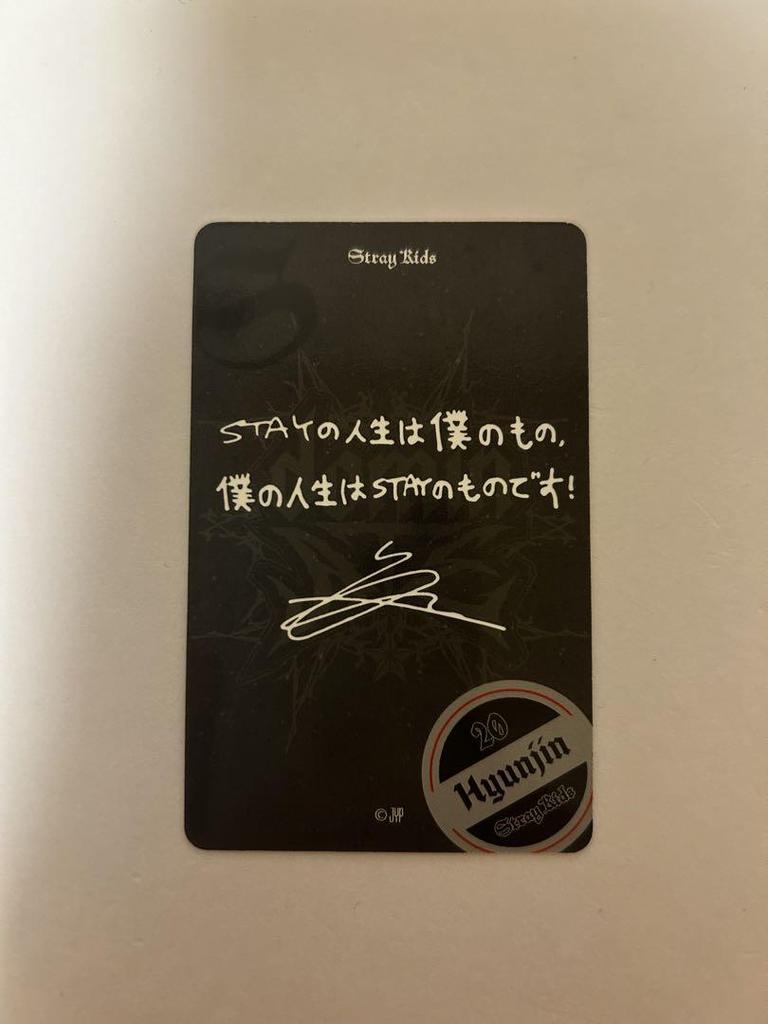 Stray Kids
STAYの人生は僕のもの,
僕の人生はSTAYのものです!
20
Hyunjin
Stray Kids
© JYP